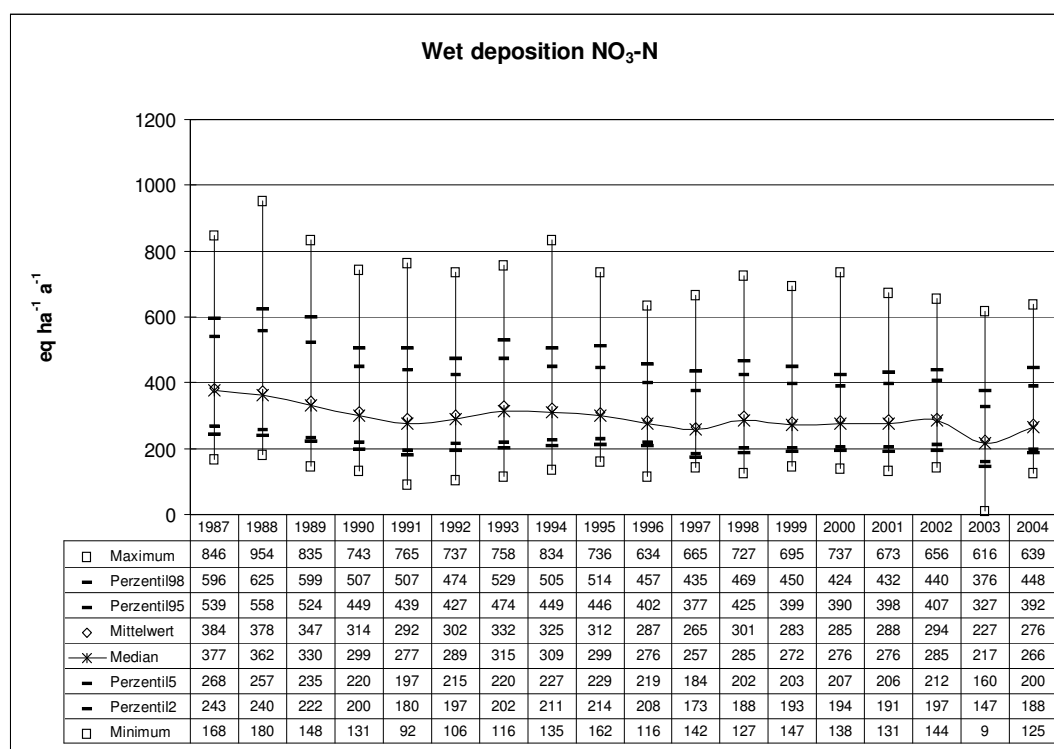 Wet deposition NO₃-N
eq ha⁻¹ a⁻¹
1200
1000
800
600
400
200
0
1987 1988 1989 1990 1991 1992 1993 1994 1995 1996 1997 1998 1999 2000 2001 2002 2003 2004
Maximum 846 954 835 743 765 737 758 834 736 634 665 727 695 737 673 656 616 639
Perzentil98 596 625 599 507 507 474 529 505 514 457 435 469 450 424 432 440 376 448
Perzentil95 539 558 524 449 439 427 474 449 446 402 377 425 399 390 398 407 327 392
Mittelwert 384 378 347 314 292 302 332 325 312 287 265 301 283 285 288 294 227 276
Median 377 362 330 299 277 289 315 309 299 276 257 285 272 276 276 285 217 266
Perzentil5 268 257 235 220 197 215 220 227 229 219 184 202 203 207 206 212 160 200
Perzentil2 243 240 222 200 180 197 202 211 214 208 173 188 193 194 191 197 147 188
Minimum 168 180 148 131 92 106 116 135 162 116 142 127 147 138 131 144 9 125